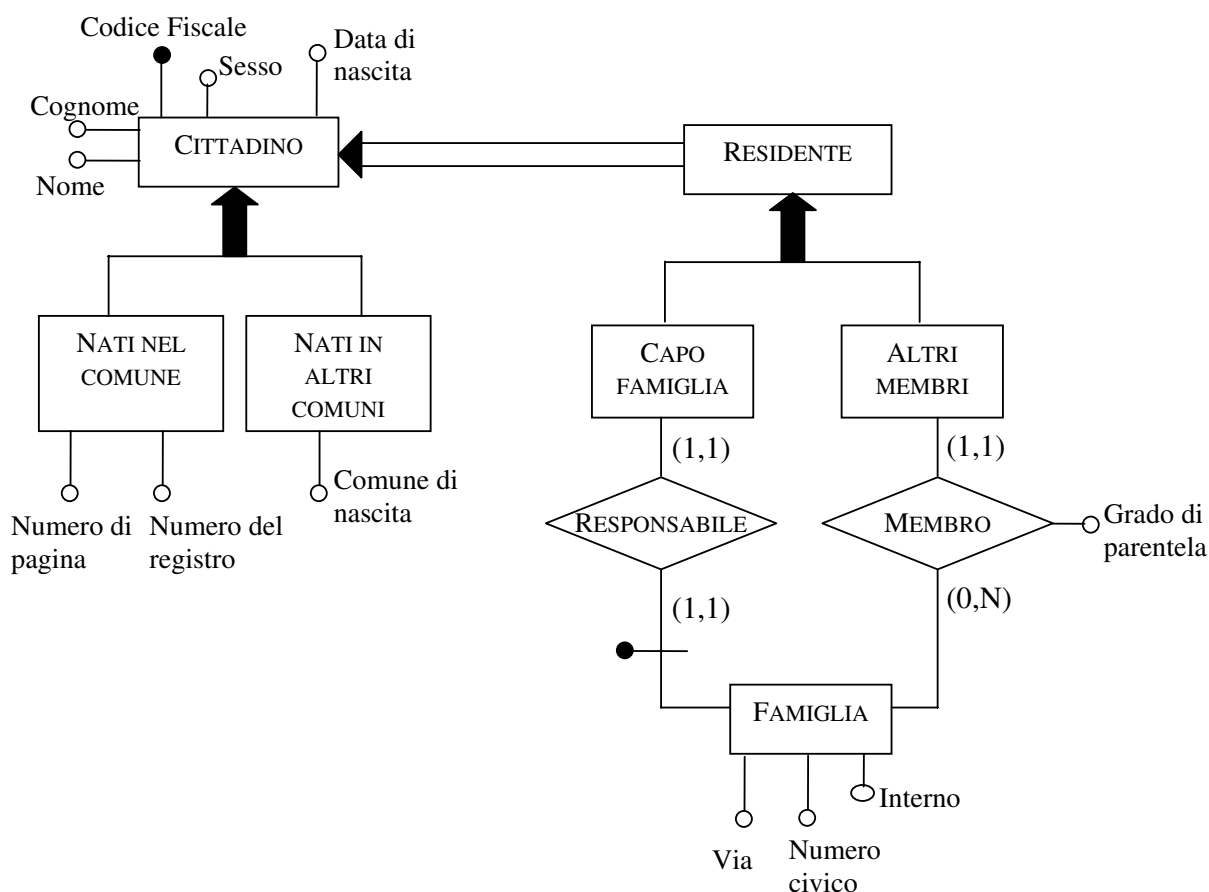 Codice Fiscale
Sesso
Data di
nascita
Cognome
Nome
CITTADINO
RESIDENTE
NATI NEL
COMUNE
NATI IN
ALTRI
COMUNI
CAPO
FAMIGLIA
ALTRI
MEMBRI
(1,1)
(1,1)
Numero di
pagina
Numero del
registro
Comune di
nascita
RESPONSABILE
MEMBRO
Grado di
parentela
(1,1)
(0,N)
FAMIGLIA
Interno
Via
Numero
civico